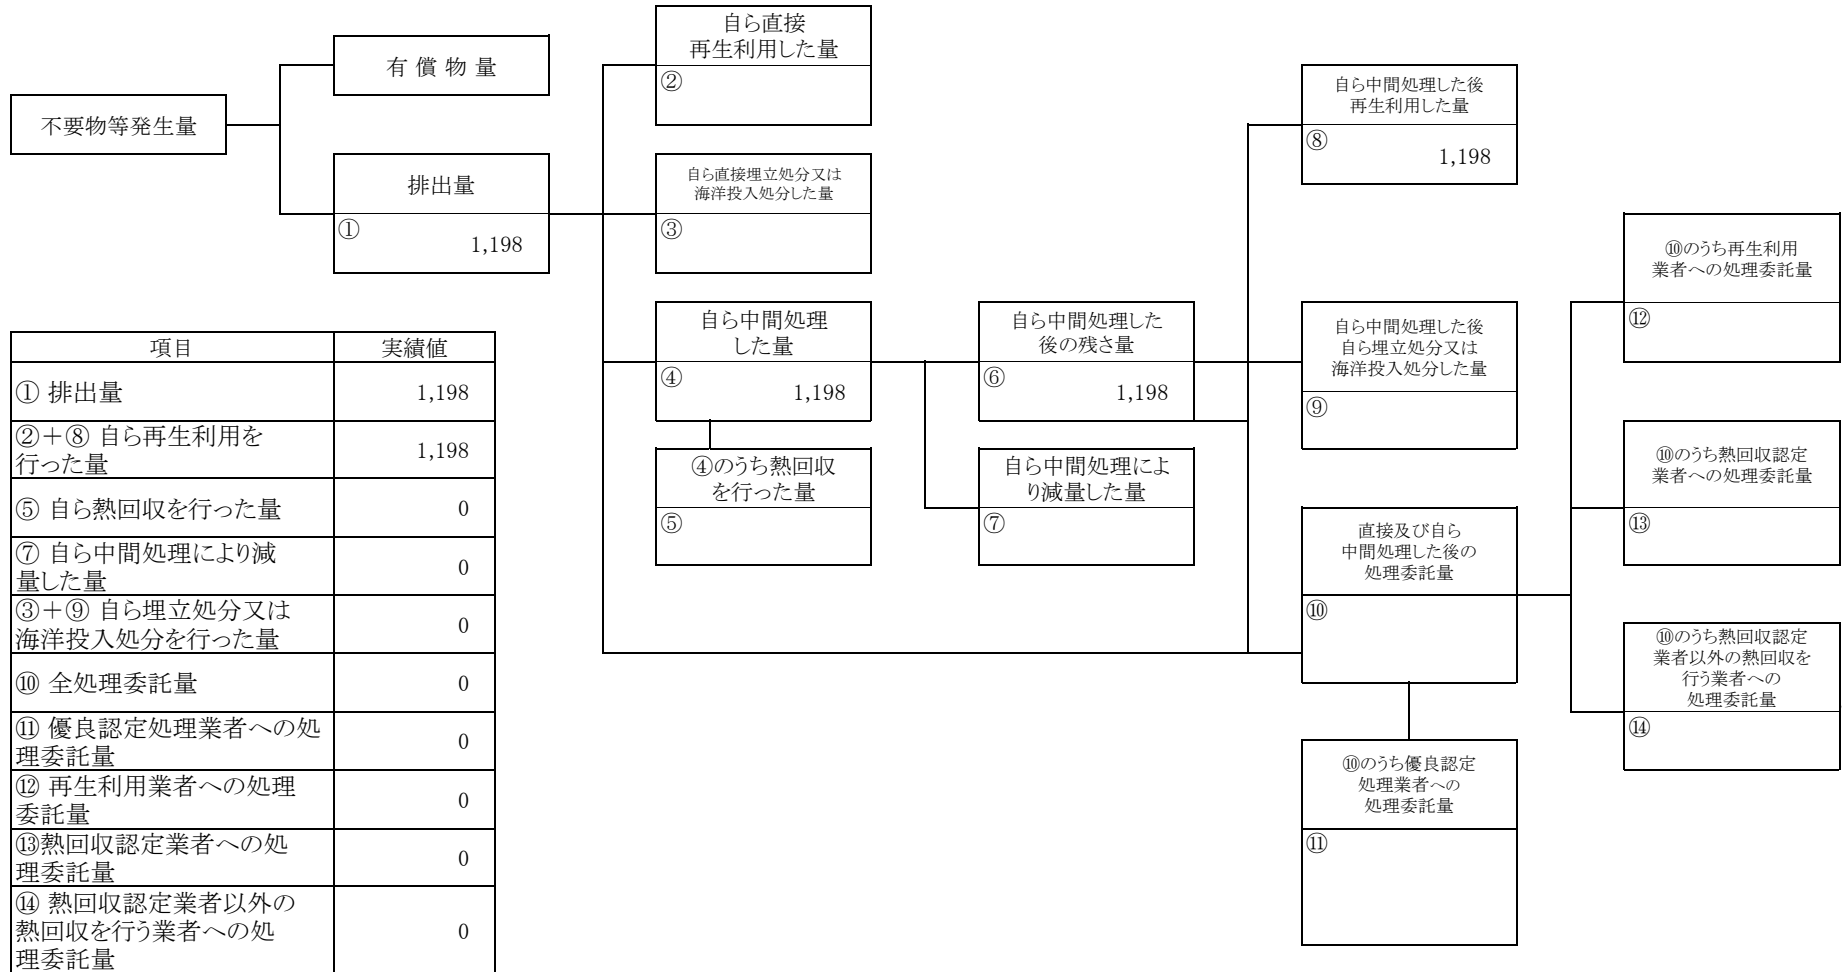 自ら直接
再生利用した量
②
有 償 物 量
不要物等発生量
排出量
①
1,198
自ら直接埋立処分又は
海洋投入処分した量
③
自ら中間処理した後
再生利用した量
⑧
1,198
自ら中間処理
した量
④
1,198
自ら中間処理した
後の残さ量
⑥
1,198
自ら中間処理した後
自ら埋立処分又は
海洋投入処分した量
⑨
④のうち熱回収
を行った量
⑤
自ら中間処理によ
り減量した量
⑦
直接及び自ら
中間処理した後の
処理委託量
⑩
⑩のうち優良認定
処理業者への
処理委託量
⑪
⑩のうち再生利用
業者への処理委託量
⑫
⑩のうち熱回収認定
業者への処理委託量
⑬
⑩のうち熱回収認定
業者以外の熱回収を
行う業者への
処理委託量
⑭
項目 実績値
① 排出量 1,198
②＋⑧ 自ら再生利用を
行った量 1,198
⑤ 自ら熱回収を行った量 0
⑦ 自ら中間処理により減
量した量 0
③＋⑨ 自ら埋立処分又は
海洋投入処分を行った量 0
⑩ 全処理委託量 0
⑪ 優良認定処理業者への処
理委託量 0
⑫ 再生利用業者への処理
委託量 0
⑬熱回収認定業者への処
理委託量 0
⑭ 熱回収認定業者以外の
熱回収を行う業者への処
理委託量 0